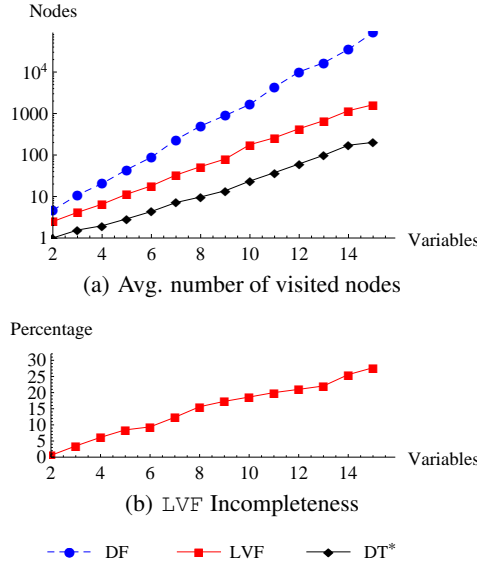 Nodes
10^4
1000
100
10
1
2 4 6 8 10 12 14
Variables
(a) Avg. number of visited nodes
Percentage
30
25
20
15
10
5
0
2 4 6 8 10 12 14
Variables
(b) LVF Incompleteness
DF LVF DT*